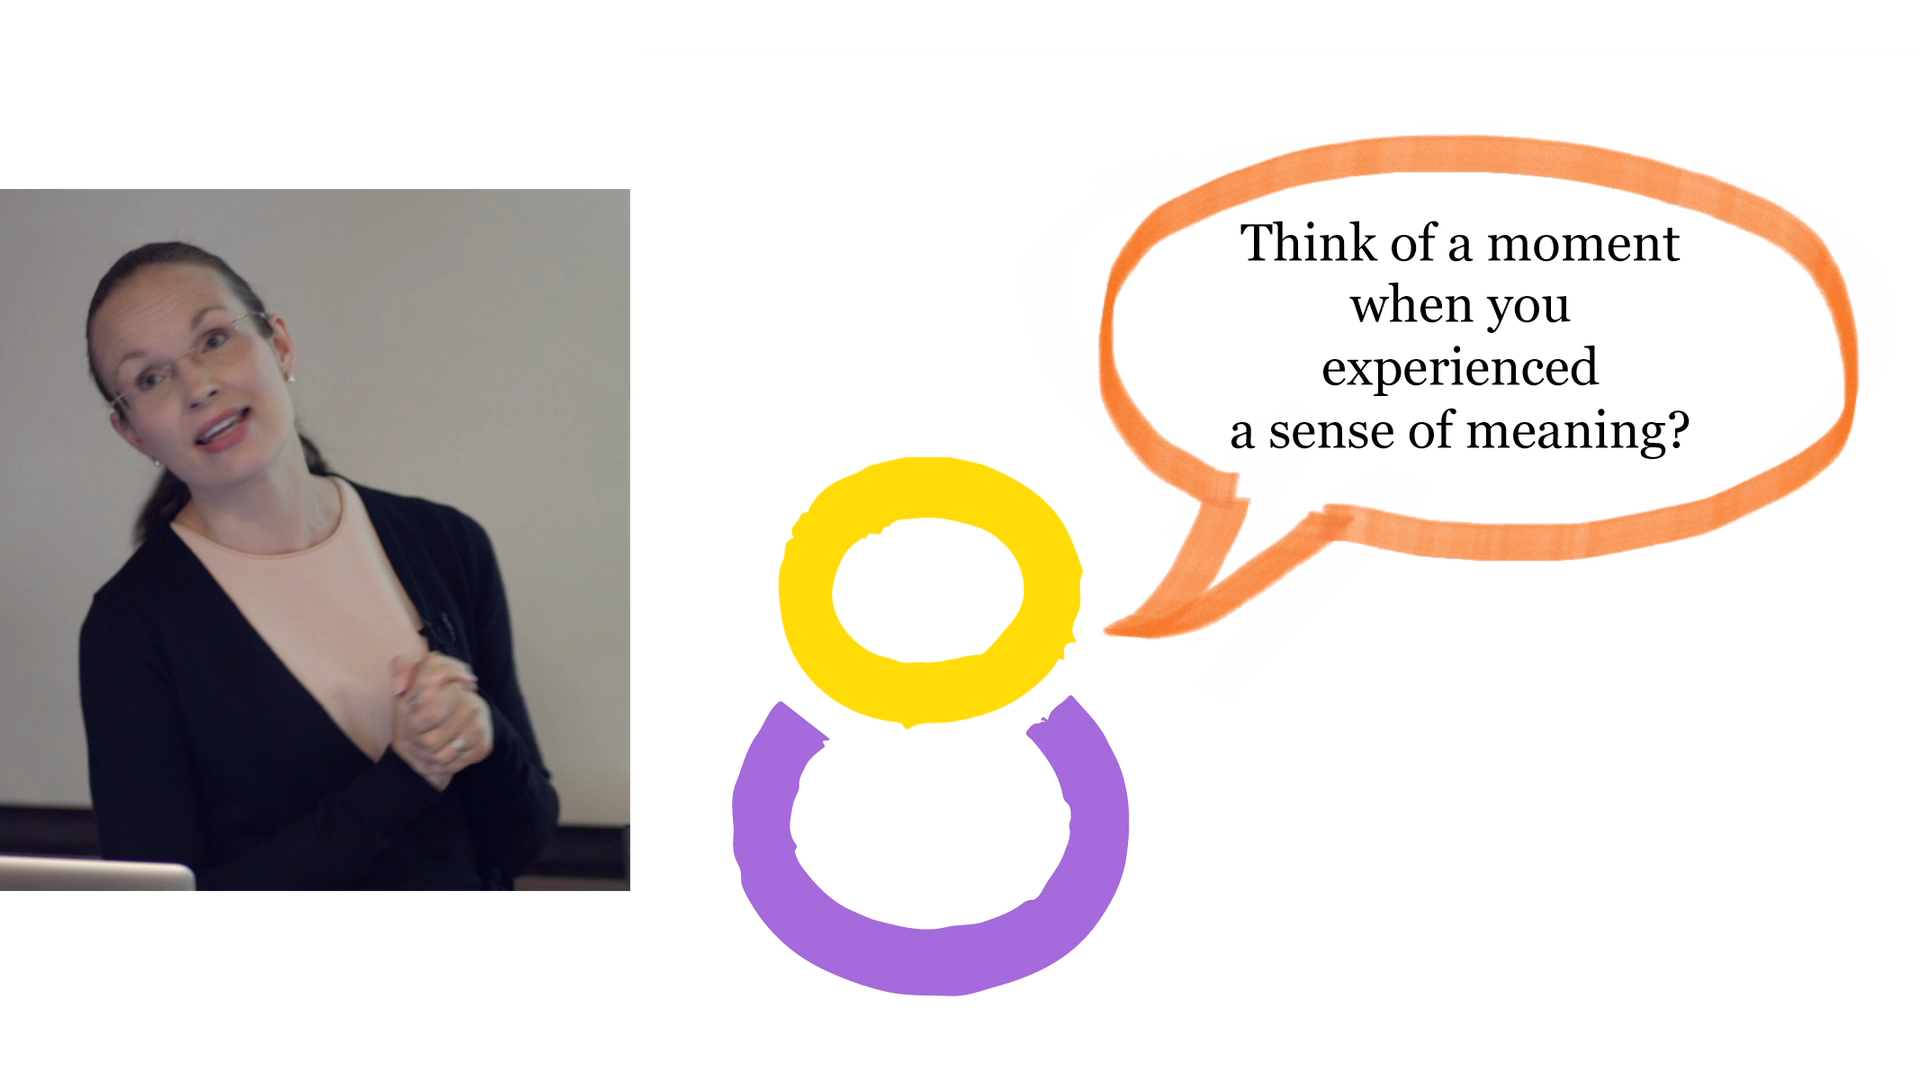 Think of a moment
when you
experienced
a sense of meaning?